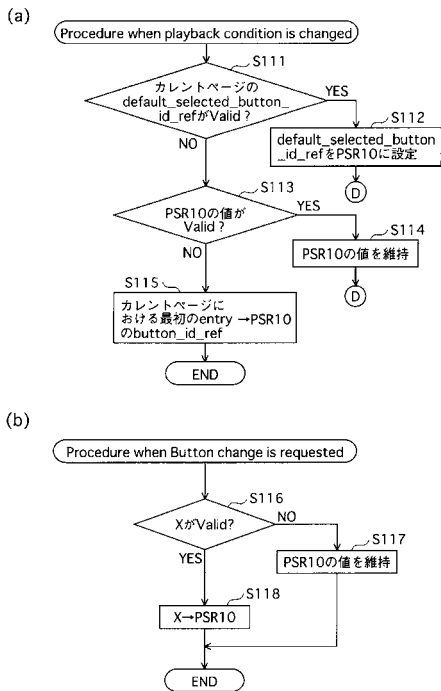 (a)
Procedure when playback condition is changed
S111
カレントページの
default_selected_button_
id_refがValid？
YES
S112
default_selected_button
_id_refをPSR10に設定
D
NO
S113
PSR10の値が
Valid？
YES
S114
PSR10の値を維持
D
NO
S115
カレントページに
おける最初のentry →PSR10
のbutton_id_ref
END
(b)
Procedure when Button change is requested
S116
XがValid?
NO
S117
PSR10の値を維持
YES
S118
X→PSR10
END